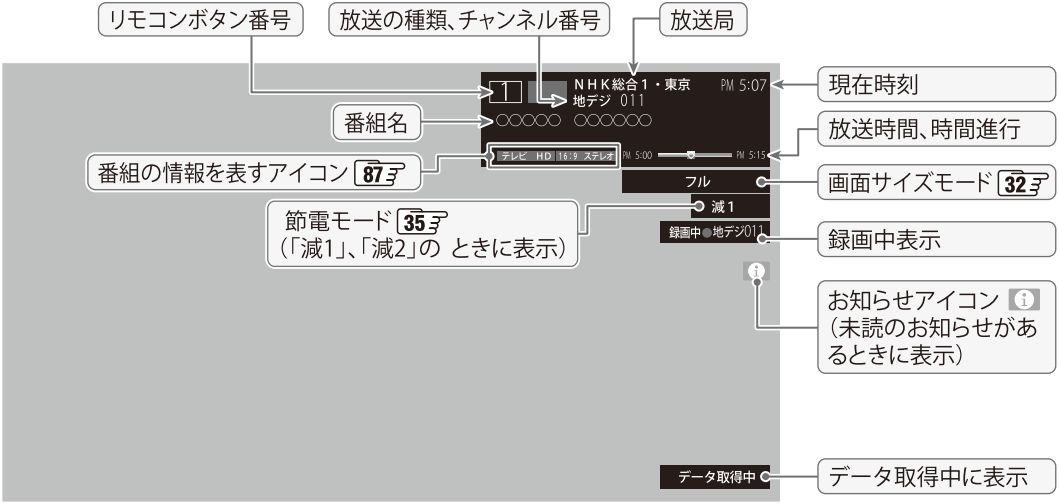 リモコンボタン番号
放送の種類、チャンネル番号
放送局
1
NHK総合1・東京
PM 5:07
地デジ 011
○○○○○ ○○○○○○
テレビ HD 16:9 ステレオ
PM 5:00
PM 5:15
フル
減1
録画中●地デジ011
i
データ取得中
番組名
番組の情報を表すアイコン 87
節電モード 35
(「減1」、「減2」の ときに表示)
現在時刻
放送時間、時間進行
画面サイズモード 32
録画中表示
お知らせアイコン i
(未読のお知らせがあ
るときに表示)
データ取得中に表示